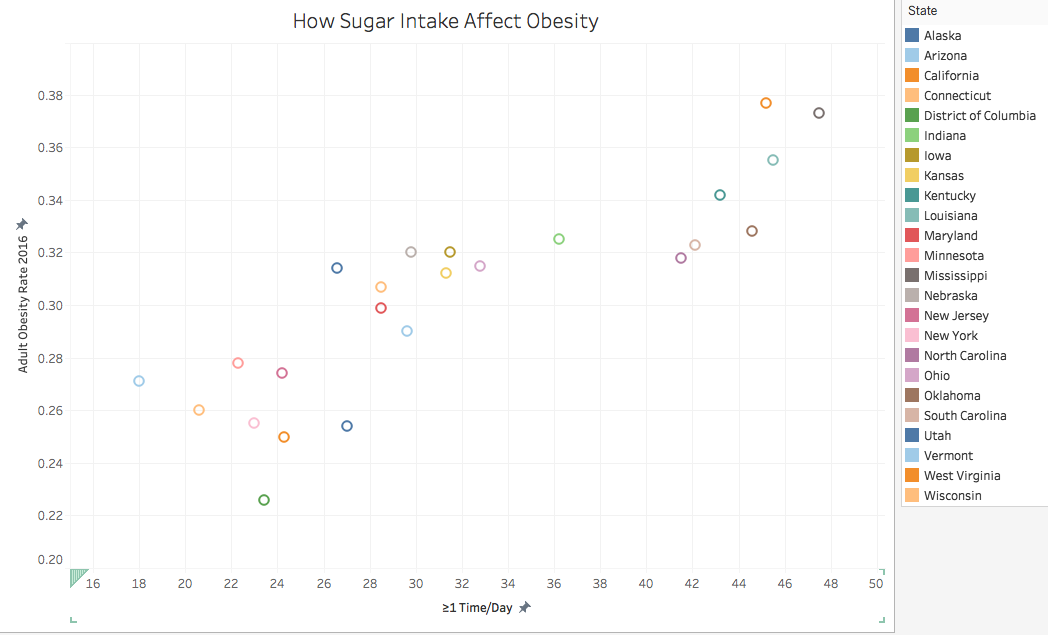 How Sugar Intake Affect Obesity
Adult Obesity Rate 2016
0.38
0.36
0.34
0.32
0.30
0.28
0.26
0.24
0.22
0.20
16 18 20 22 24 26 28 30 32 34 36 38 40 42 44 46 48 50
≥1 Time/Day
State
Alaska
Arizona
California
Connecticut
District of Columbia
Indiana
Iowa
Kansas
Kentucky
Louisiana
Maryland
Minnesota
Mississippi
Nebraska
New Jersey
New York
North Carolina
Ohio
Oklahoma
South Carolina
Utah
Vermont
West Virginia
Wisconsin